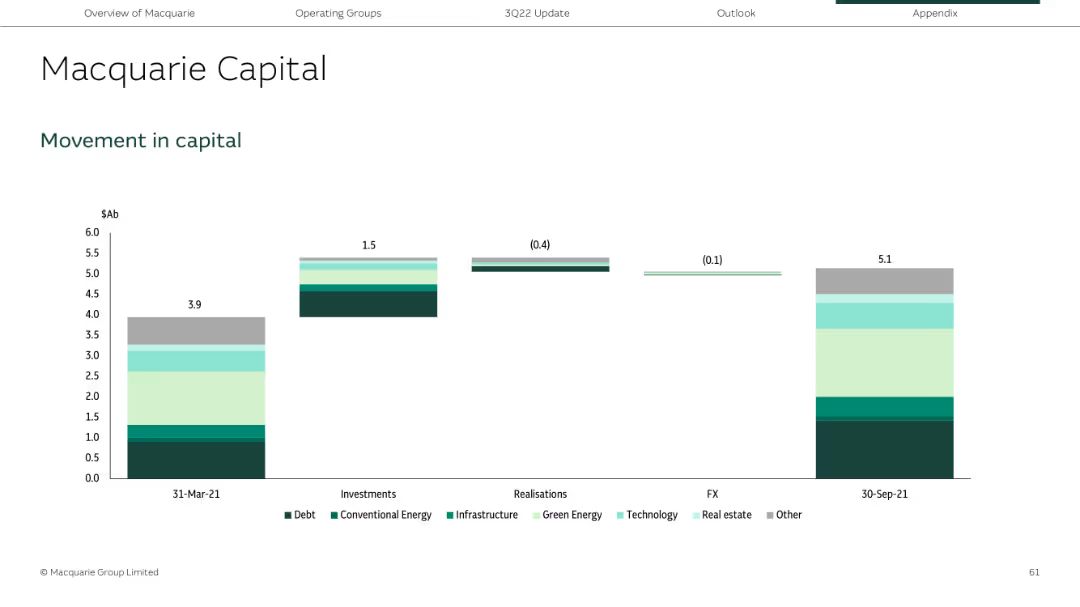 Overview of Macquarie Operating Groups 3Q22 Update Outlook Appendix
Macquarie Capital
Movement in capital
$Ab
6.0
5.5
5.0
4.5
4.0
3.5
3.0
2.5
2.0
1.5
1.0
0.5
0.0
3.9
1.5
(0.4)
(0.1)
5.1
31-Mar-21 Investments Realisations FX 30-Sep-21
Debt Conventional Energy Infrastructure Green Energy Technology Real estate Other
© Macquarie Group Limited 61